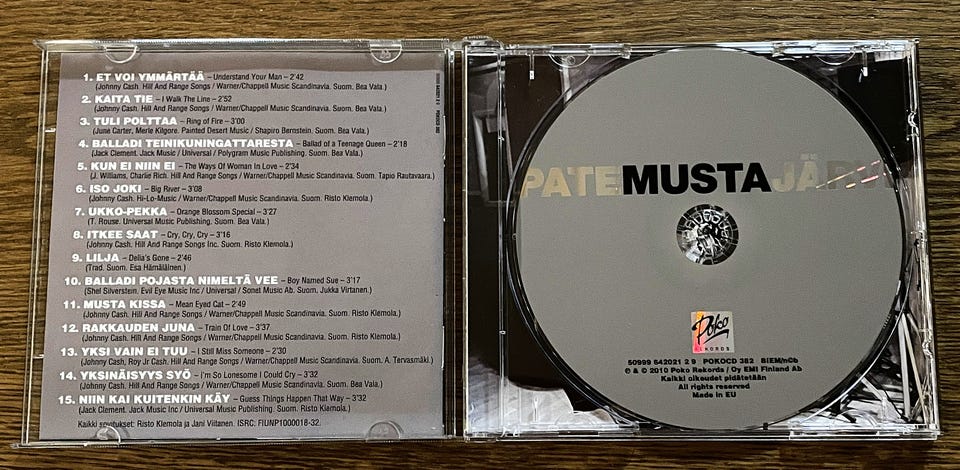 1. ET VOI YMMÄRTÄÄ – Understand Your Man – 2'42
(Johnny Cash. Hill And Range Songs / Warner/Chappell Music Scandinavia. Suom. Bea Vala.)
2. KAITA TIE – I Walk The Line – 2'52
(Johnny Cash. Hill And Range Songs / Warner/Chappell Music Scandinavia. Suom. Bea Vala.)
3. TULI POLTTAA – Ring of Fire – 3'00
(June Carter, Merle Kilgore. Painted Desert Music / Shapiro Bernstein. Suom. Bea Vala.)
4. BALLADI TEINIKUNINGATTARESTA – Ballad of a Teenage Queen – 2'18
(Jack Clement. Jack Music / Universal / Polygram Music Publishing. Suom. Bea Vala.)
5. KUN EI NIIN EI – The Ways Of Woman In Love – 2'34
(J. Williams, Charlie Rich. Hill And Range Songs / Warner/Chappell Music Scandinavia. Suom. Tapio Rautavaara.)
6. ISO JOKI – Big River – 3'08
(Johnny Cash. Hi-Lo-Music / Warner/Chappell Music Scandinavia. Suom. Risto Klemola.)
7. UKKO-PEKKA – Orange Blossom Special – 3'27
(T. Rouse. Universal Music Publishing. Suom. Bea Vala.)
8. ITKEE SAAT – Cry, Cry, Cry – 3'16
(Johnny Cash. Hill And Range Songs Inc. Suom. Risto Klemola.)
9. LILJA – Delia's Gone – 2'46
(Trad. Suom. Esa Hämäläinen.)
10. BALLADI POJASTA NIMELTÄ VEE – Boy Named Sue – 3'17
(Shel Silverstein. Evil Eye Music Inc / Universal / Sonet Music Ab. Suom. Jukka Virtanen.)
11. MUSTA KISSA – Mean Eyed Cat – 2'49
(Johnny Cash. Hill And Range Songs / Warner/Chappell Music Scandinavia. Suom. Risto Klemola.)
12. RAKKAUDEN JUNA – Train Of Love – 3'37
(Johnny Cash. Hill And Range Songs / Warner/Chappell Music Scandinavia. Suom. Risto Klemola.)
13. YKSI VAIN EI TUU – I Still Miss Someone – 2'30
(Johnny Cash, Roy Jr Cash. Hill And Range Songs / Warner/Chappell Music Scandinavia. Suom. A. Tervasmäki.)
14. YKSINÄISYYS SYÖ – I'm So Lonesome I Could Cry – 3'32
(Johnny Cash. Hill And Range Songs / Warner/Chappell Music Scandinavia. Suom. Risto Klemola.)
15. NIIN KAI KUITENKIN KÄY – Guess Things Happen That Way – 3'32
(Jack Clement. Jack Music Inc / Universal Music Publishing. Suom. Risto Klemola.)
Kaikki sovitukset: Risto Klemola ja Jani Viitanen. ISRC: FIUNP1000018-32.
PATEMUSTAJÄRVI
Poko
REKORDS
50999 642021 2 9 POKOCD 382 BIEM/nCb
℗ & © 2010 Poko Rekords / Oy EMI Finland Ab
Kaikki oikeudet pidätetään
All rights reserved
Made in EU